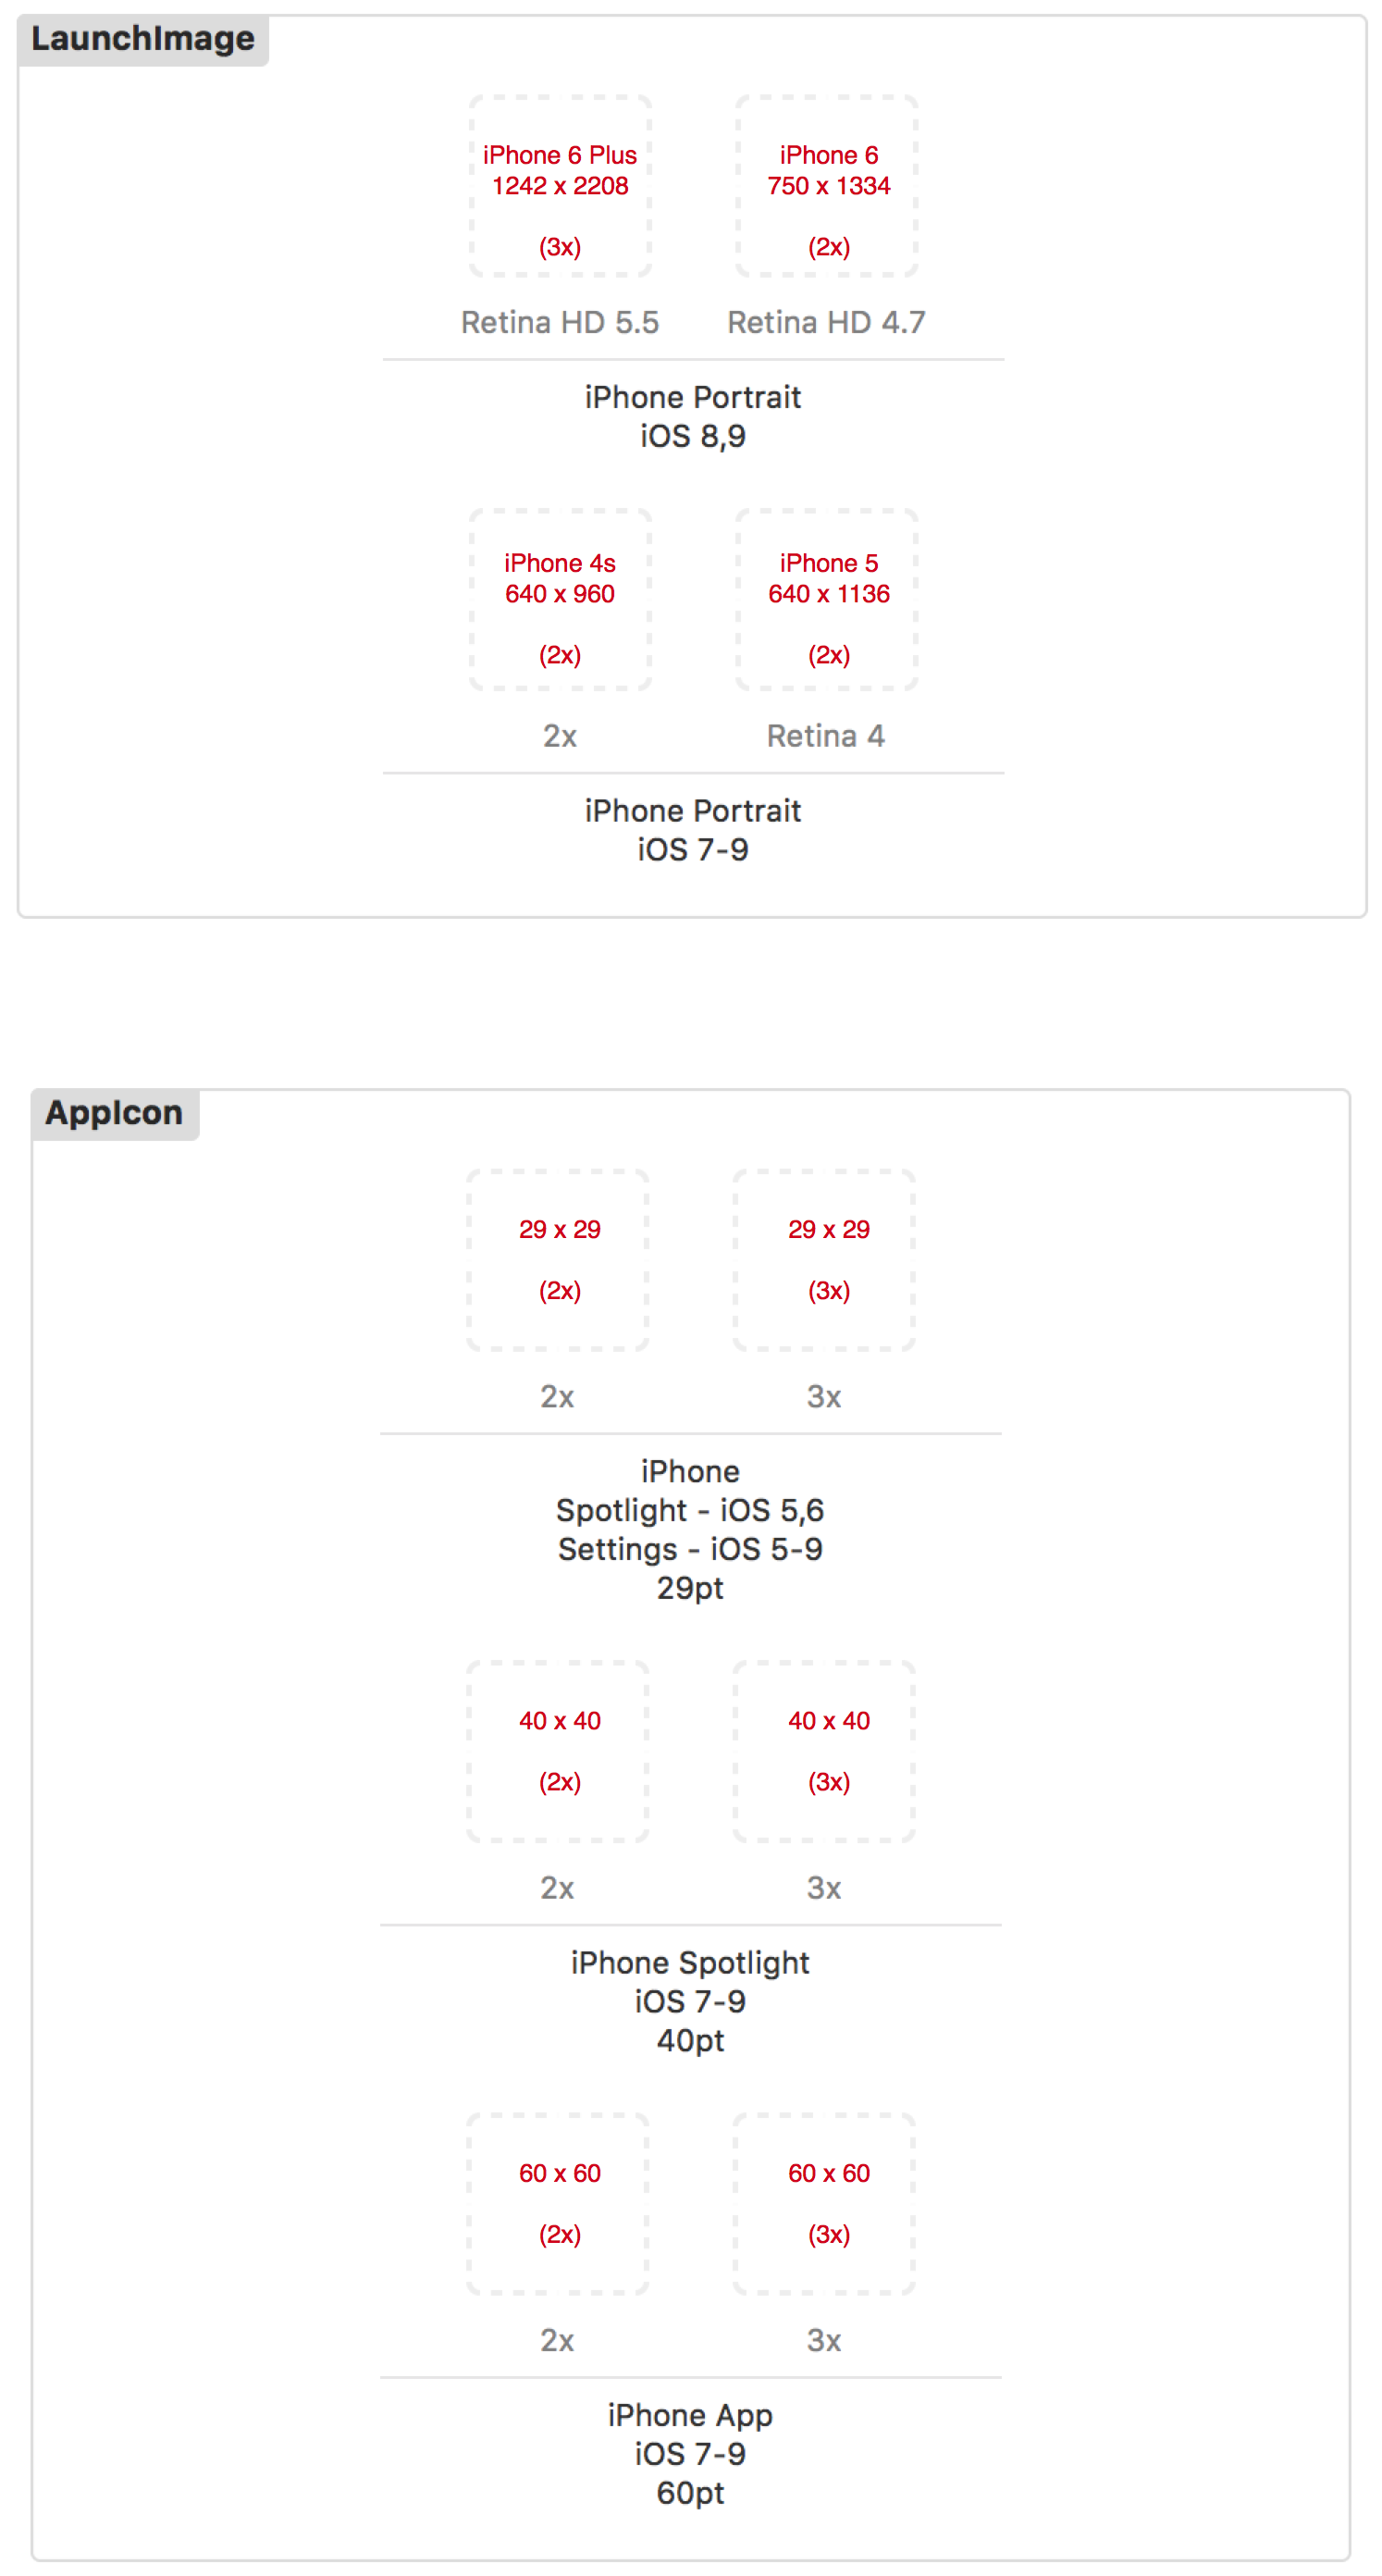 LaunchImage
iPhone 6 Plus
1242 x 2208
(3x)
iPhone 6
750 x 1334
(2x)
Retina HD 5.5
Retina HD 4.7
iPhone Portrait
iOS 8,9
iPhone 4s
640 x 960
(2x)
iPhone 5
640 x 1136
(2x)
2x
Retina 4
iPhone Portrait
iOS 7-9
AppIcon
29 x 29
(2x)
29 x 29
(3x)
2x
3x
iPhone
Spotlight - iOS 5,6
Settings - iOS 5-9
29pt
40 x 40
(2x)
40 x 40
(3x)
2x
3x
iPhone Spotlight
iOS 7-9
40pt
60 x 60
(2x)
60 x 60
(3x)
2x
3x
iPhone App
iOS 7-9
60pt